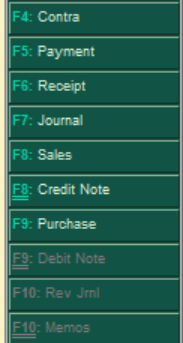 F4: Contra
F5: Payment
F6: Receipt
F7: Journal
F8: Sales
F8: Credit Note
F9: Purchase
F9: Debit Note
F10: Rev Jrnl
F10: Memos